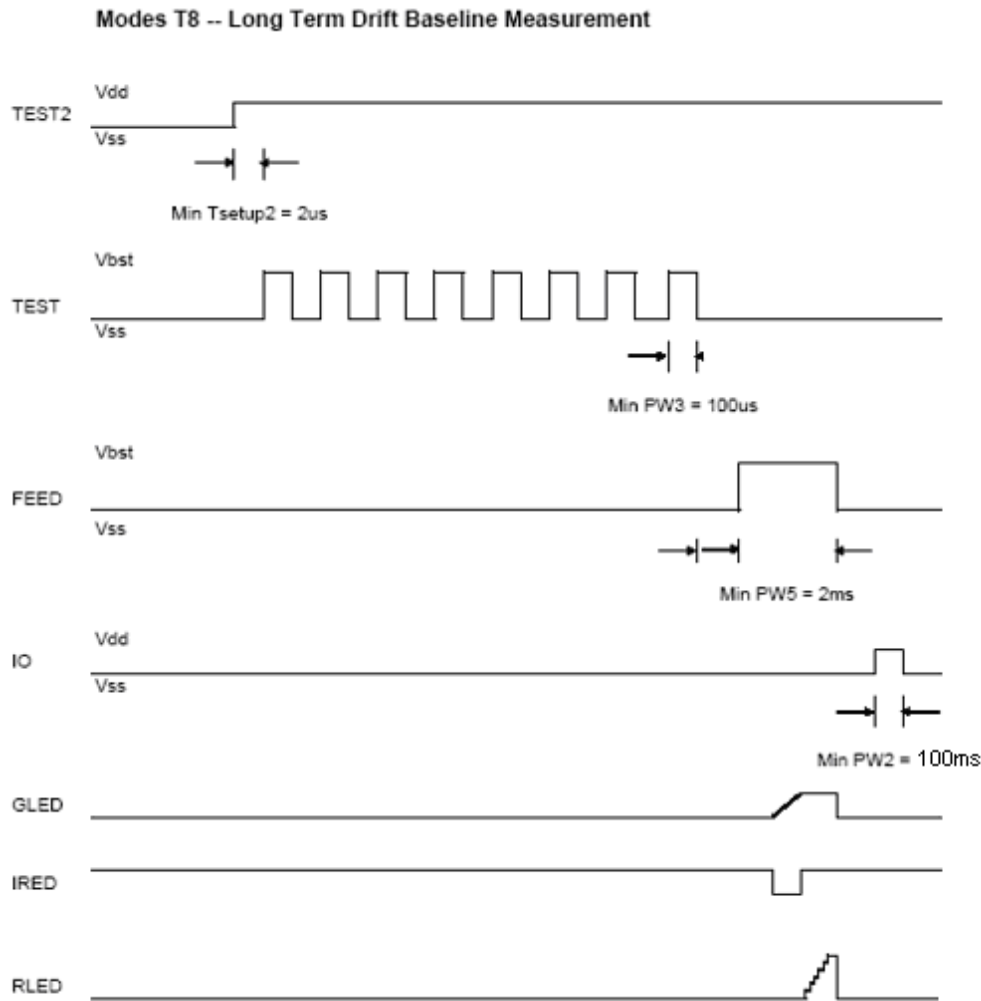 Modes T8 -- Long Term Drift Baseline Measurement
Vdd
TEST2
Vss
Min Tsetup2 = 2us
Vbst
TEST
Vss
Min PW3 = 100us
Vbst
FEED
Vss
Min PW5 = 2ms
Vdd
IO
Vss
Min PW2 = 100ms
GLED
IRED
RLED